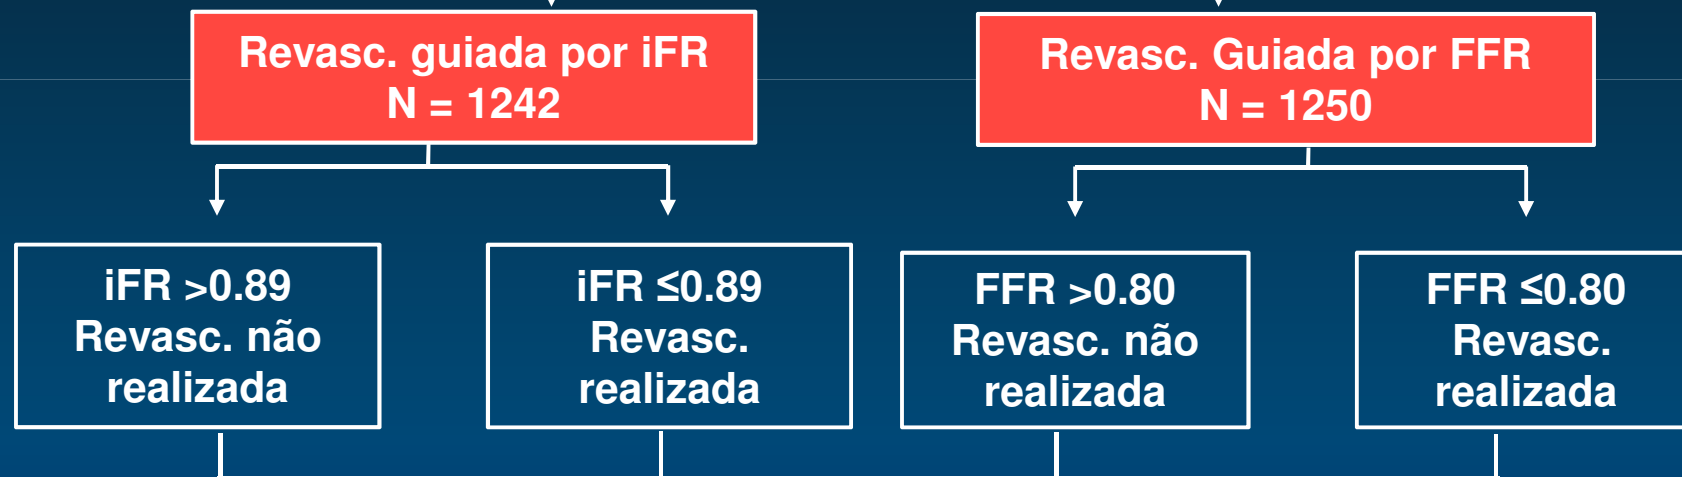 Revasc. guiada por iFR
N = 1242
Revasc. Guiada por FFR
N = 1250
iFR >0.89
Revasc. não
realizada
iFR ≤0.89
Revasc.
realizada
FFR >0.80
Revasc. não
realizada
FFR ≤0.80
Revasc.
realizada